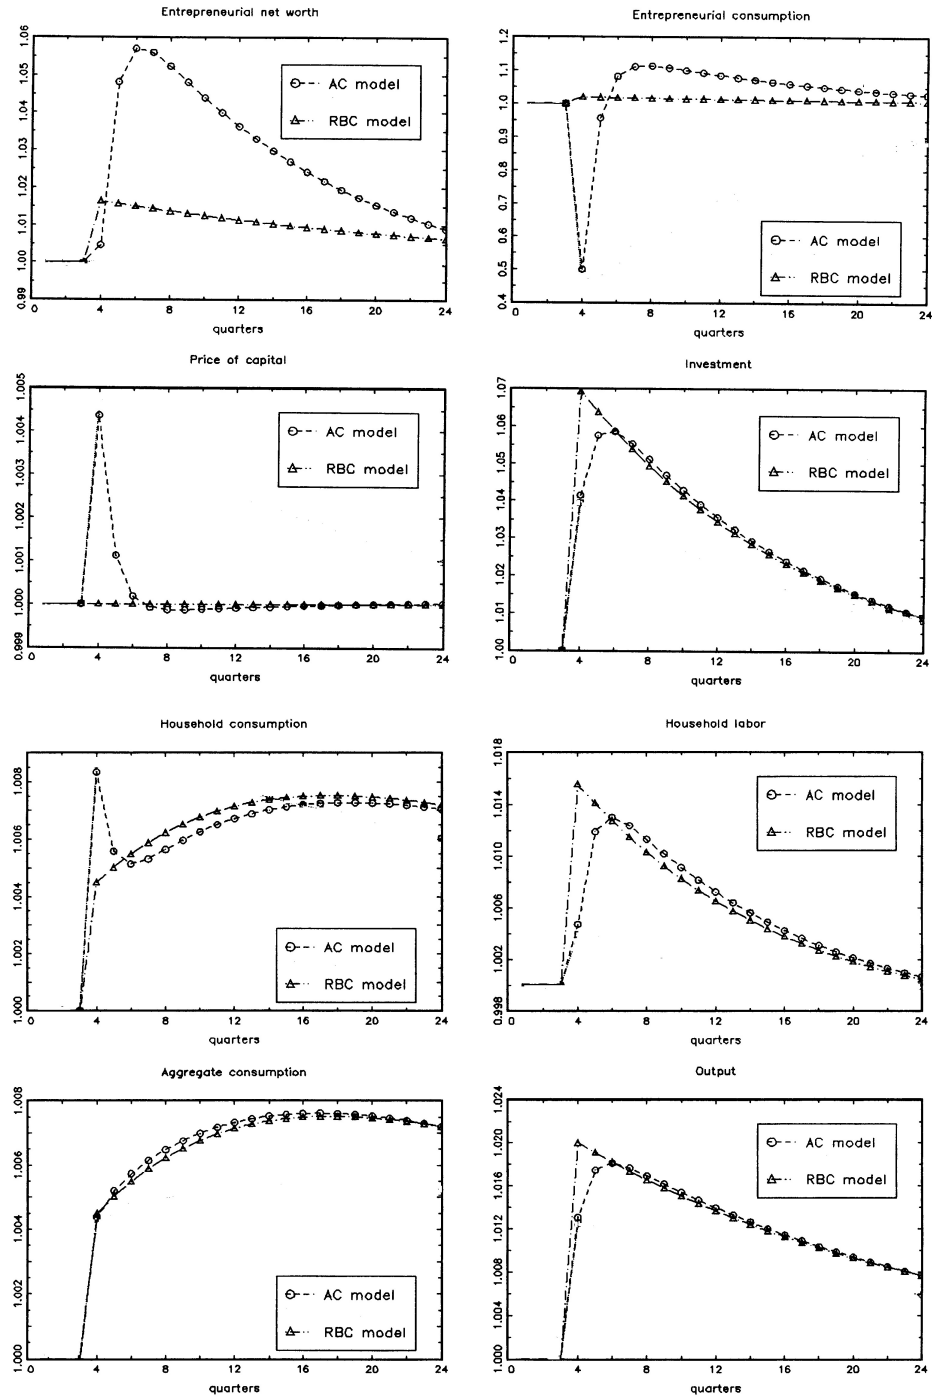 Entrepreneurial net worth
1.06
1.05
1.04
1.03
1.02
1.01
1.00
0.99
AC model
RBC model
0 4 8 12 16 20 24
quarters
Entrepreneurial consumption
1.2
1.1
1.0
0.9
0.8
0.7
0.6
0.5
0.4
AC model
RBC model
0 4 8 12 16 20 24
quarters
Price of capital
1.005
1.004
1.003
1.002
1.001
1.000
0.999
AC model
RBC model
0 4 8 12 16 20 24
quarters
Investment
1.07
1.06
1.05
1.04
1.03
1.02
1.01
1.00
AC model
RBC model
0 4 8 12 16 20 24
quarters
Household consumption
1.008
1.006
1.004
1.002
1.000
AC model
RBC model
0 4 8 12 16 20 24
quarters
Household labor
1.018
1.014
1.010
1.006
1.002
0.998
AC model
RBC model
0 4 8 12 16 20 24
quarters
Aggregate consumption
1.008
1.006
1.004
1.002
1.000
AC model
RBC model
0 4 8 12 16 20 24
quarters
Output
1.024
1.020
1.016
1.012
1.008
1.004
1.000
AC model
RBC model
0 4 8 12 16 20 24
quarters